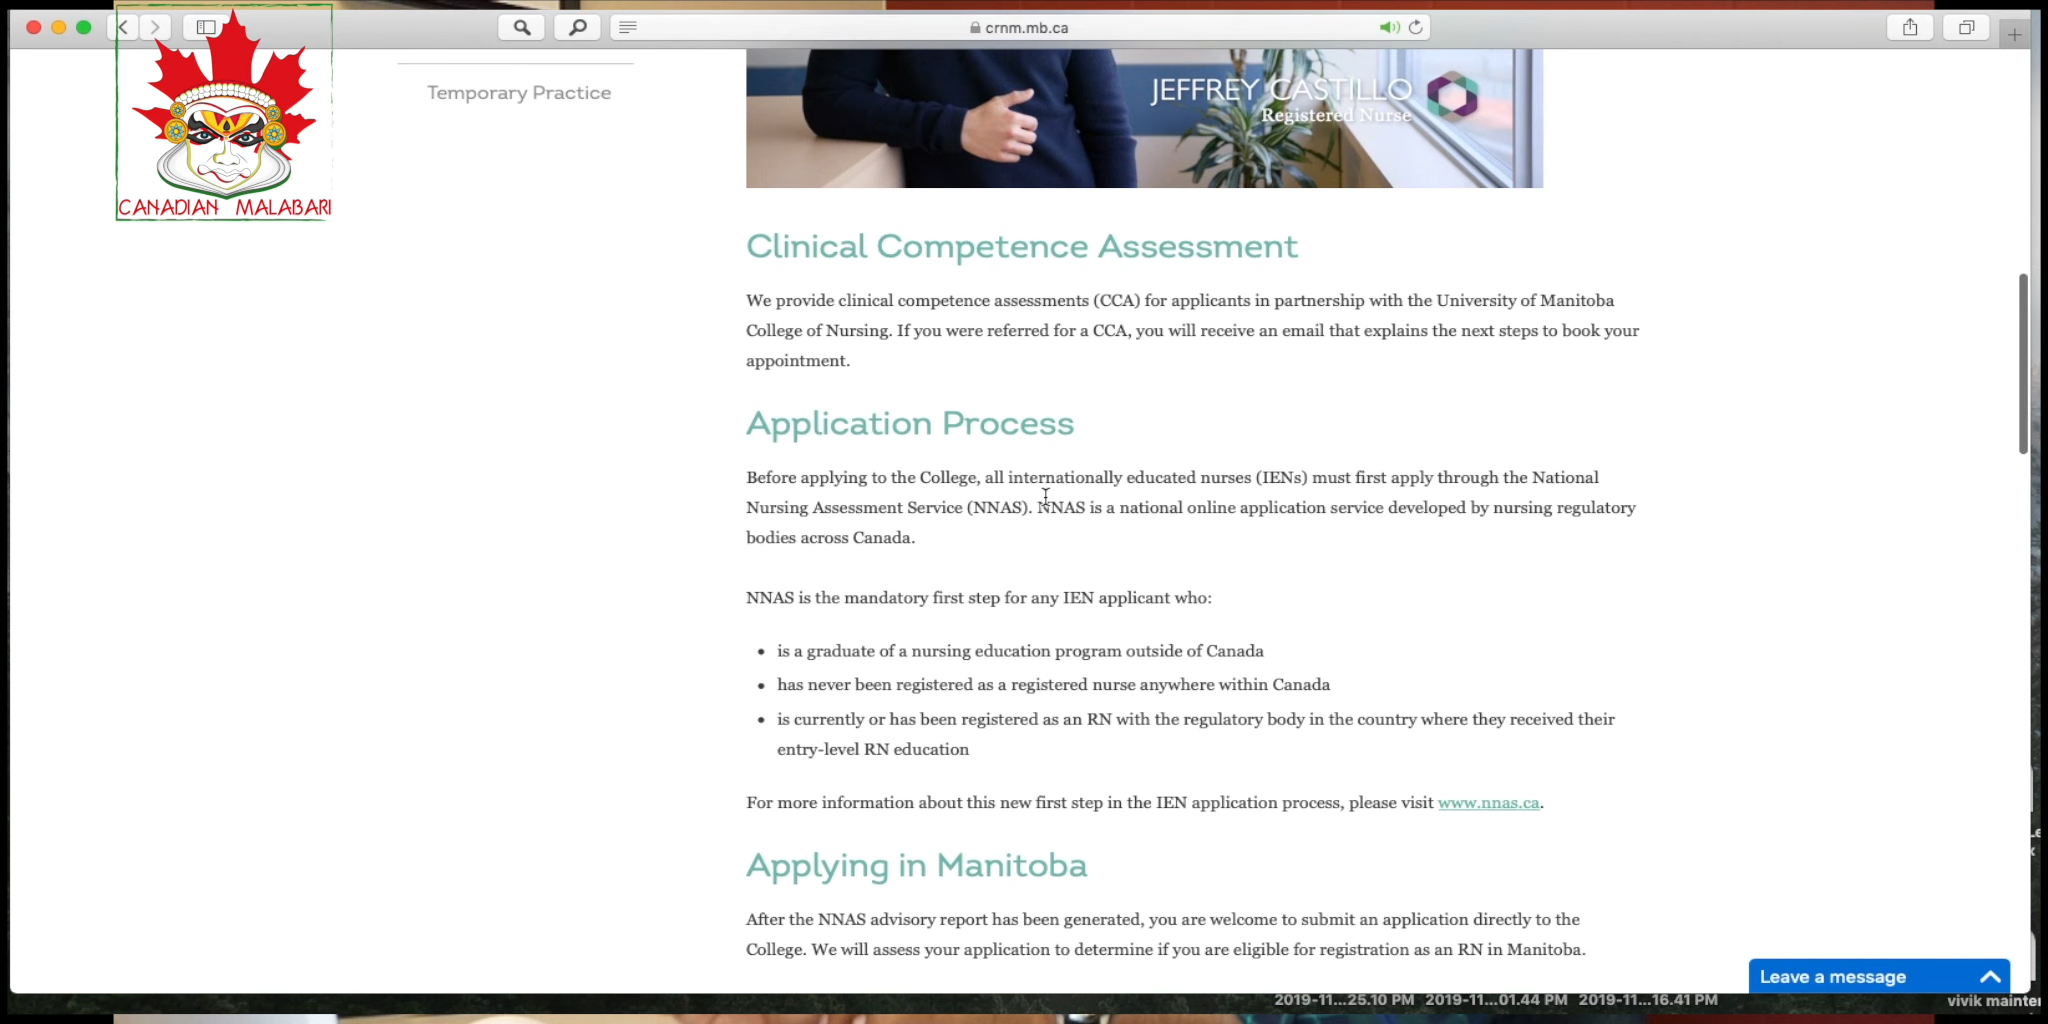 crnm.mb.ca
CANADIAN MALABARI
Temporary Practice
JEFFREY CASTILLO
Registered Nurse
Clinical Competence Assessment
We provide clinical competence assessments (CCA) for applicants in partnership with the University of Manitoba
College of Nursing. If you were referred for a CCA, you will receive an email that explains the next steps to book your
appointment.
Application Process
Before applying to the College, all internationally educated nurses (IENs) must first apply through the National
Nursing Assessment Service (NNAS). NNAS is a national online application service developed by nursing regulatory
bodies across Canada.
NNAS is the mandatory first step for any IEN applicant who:
• is a graduate of a nursing education program outside of Canada
• has never been registered as a registered nurse anywhere within Canada
• is currently or has been registered as an RN with the regulatory body in the country where they received their
entry-level RN education
For more information about this new first step in the IEN application process, please visit www.nnas.ca.
Applying in Manitoba
After the NNAS advisory report has been generated, you are welcome to submit an application directly to the
College. We will assess your application to determine if you are eligible for registration as an RN in Manitoba.
Leave a message
2019-11...25.10 PM 2019-11...01.44 PM 2019-11...16.41 PM
vivik